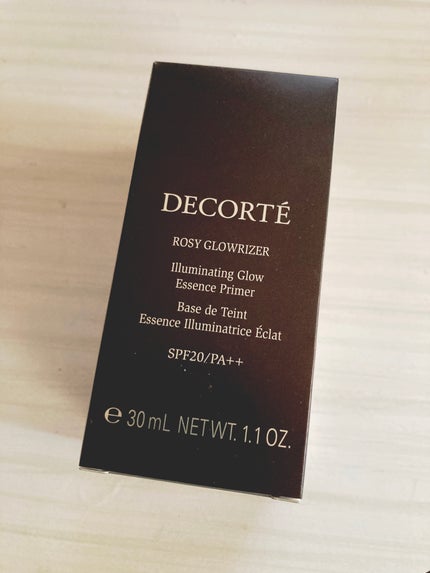 DECORTÉ
ROSY GLOWRIZER
Illuminating Glow
Essence Primer
Base de Teint
Essence Illuminatrice Éclat
SPF20/PA++
℮ 30 mL NETWT. 1.1 OZ.